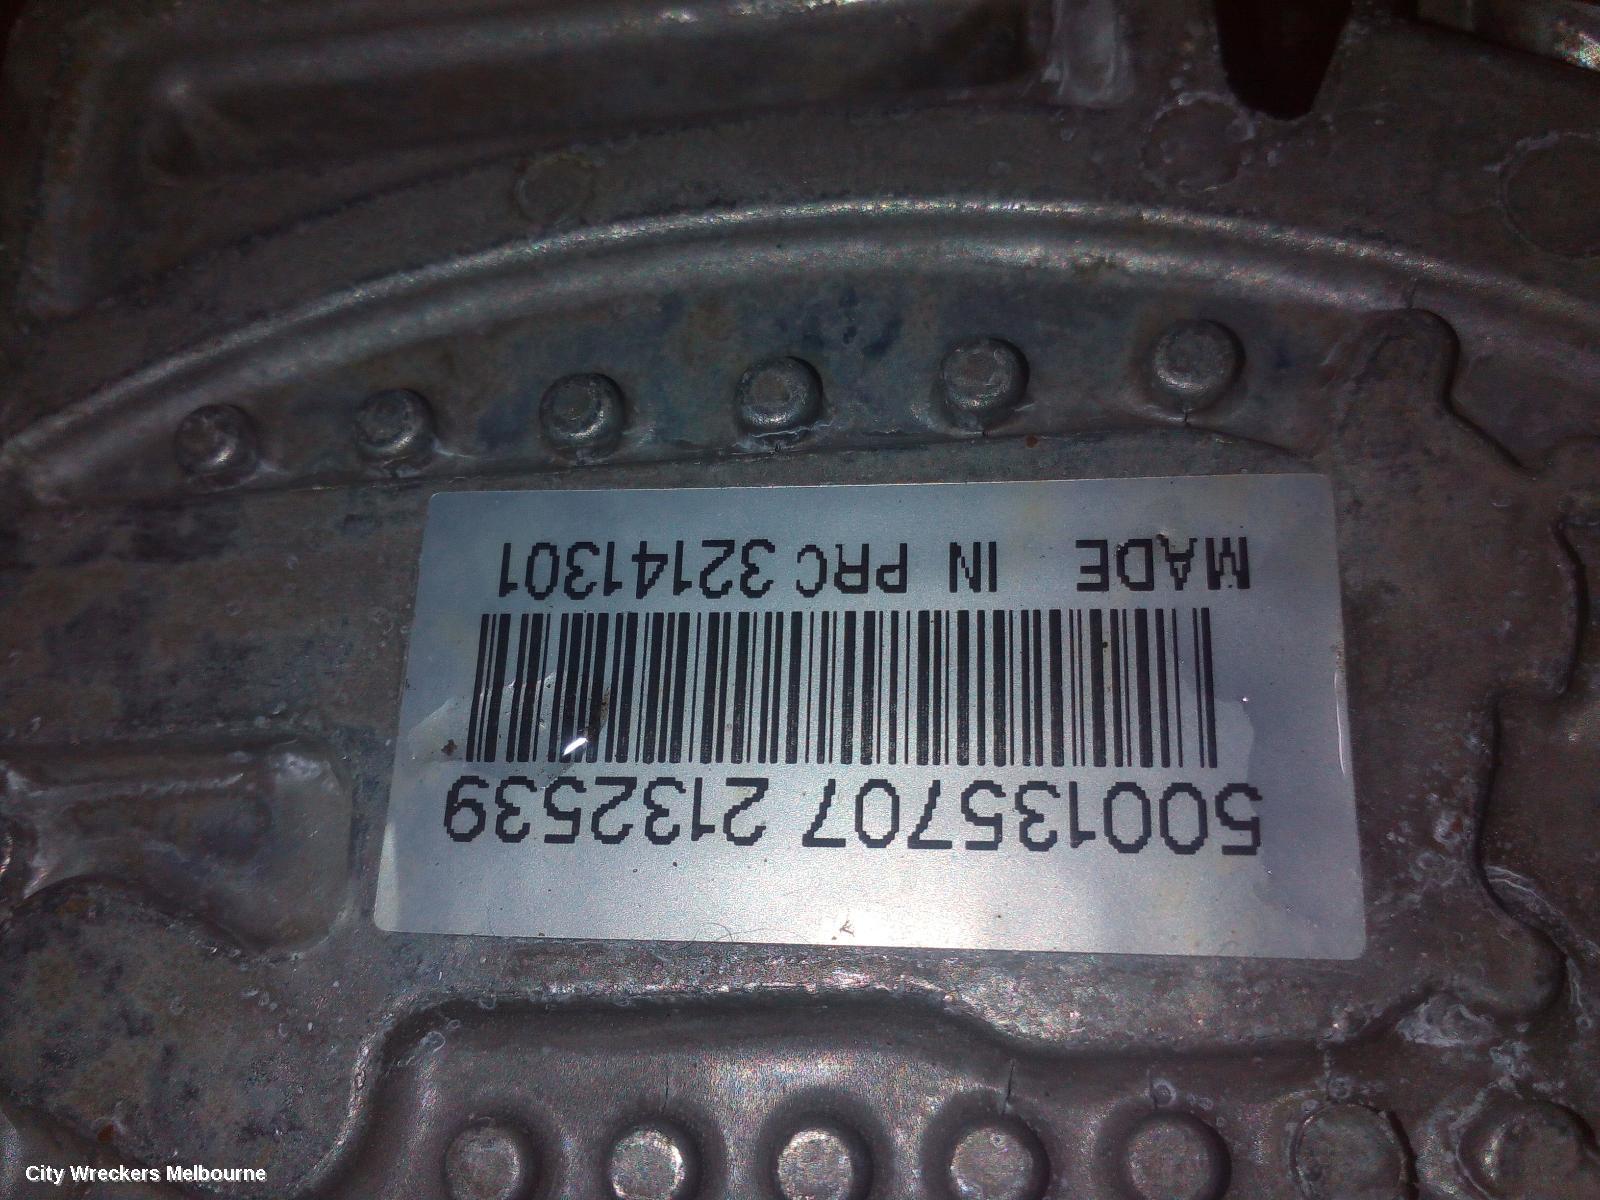 500135707 2132539
MADE IN PRC 32141301
City Wreckers Melbourne